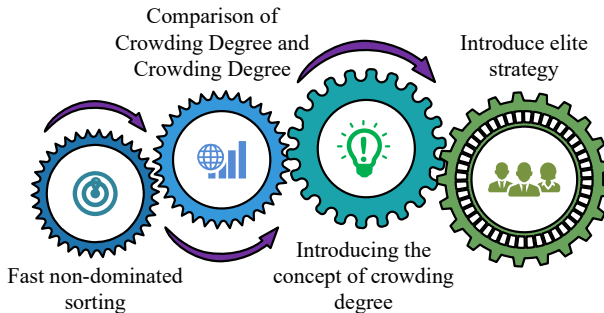 Comparison of
Crowding Degree and
Crowding Degree
Introduce elite
strategy
Fast non-dominated
sorting
Introducing the
concept of crowding
degree